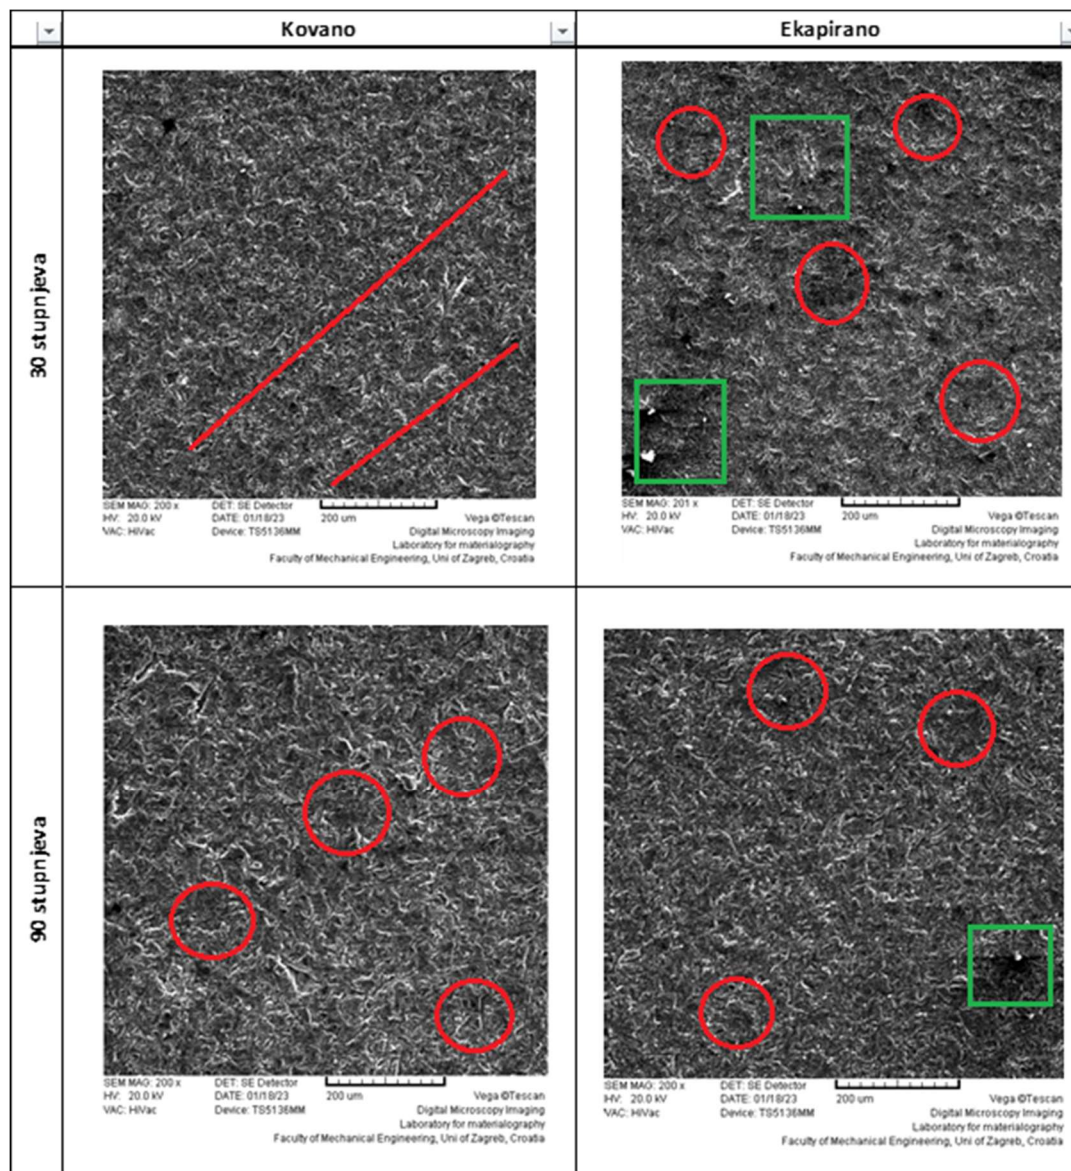 Kovano
Ekapirano
30 stupnjeva
SEM MAG: 200 x DET: SE Detector
HV: 20.0 kV DATE: 01/18/23 200 um Vega ©Tescan
VAC: HiVac Device: TS5136MM Digital Microscopy Imaging
Laboratory for materialography
Faculty of Mechanical Engineering, Uni of Zagreb, Croatia
SEM MAG: 201 x DET: SE Detector
HV: 20.0 kV DATE: 01/18/23 200 um Vega ©Tescan
VAC: HiVac Device: TS5136MM Digital Microscopy Imaging
Laboratory for materialography
Faculty of Mechanical Engineering, Uni of Zagreb, Croatia
90 stupnjeva
SEM MAG: 200 x DET: SE Detector
HV: 20.0 kV DATE: 01/18/23 200 um Vega ©Tescan
VAC: HiVac Device: TS5136MM Digital Microscopy Imaging
Laboratory for materialography
Faculty of Mechanical Engineering, Uni of Zagreb, Croatia
SEM MAG: 200 x DET: SE Detector
HV: 20.0 kV DATE: 01/18/23 200 um Vega ©Tescan
VAC: HiVac Device: TS5136MM Digital Microscopy Imaging
Laboratory for materialography
Faculty of Mechanical Engineering, Uni of Zagreb, Croatia